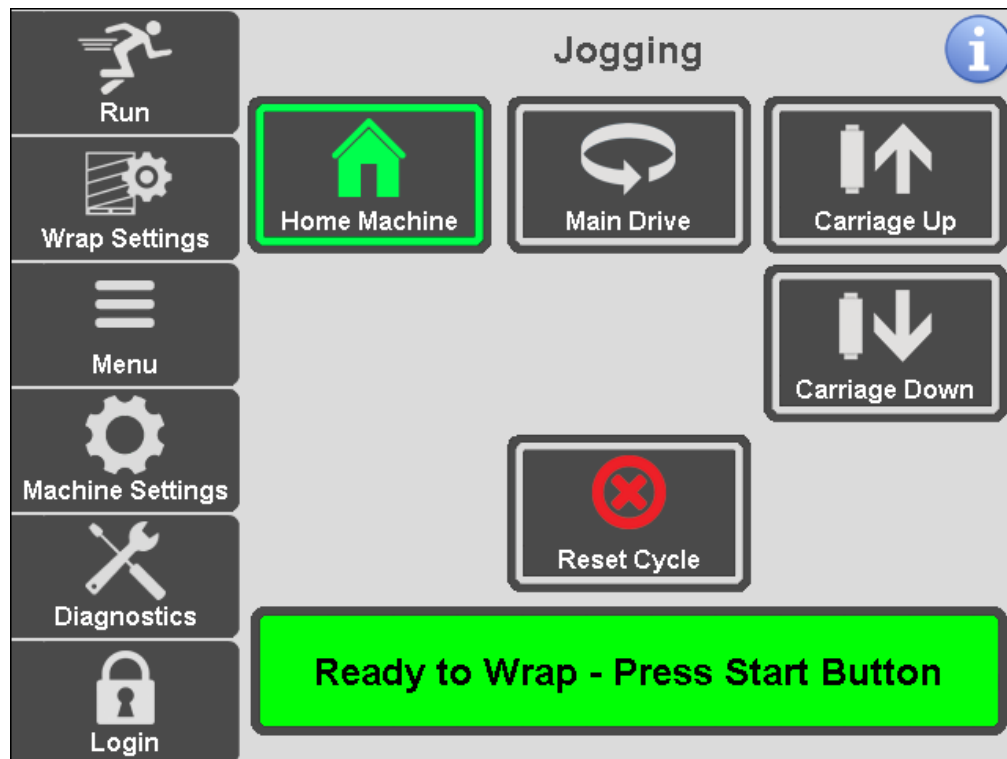 Run
Wrap Settings
Menu
Machine Settings
Diagnostics
Login
Jogging
i
Home Machine
Main Drive
Carriage Up
Carriage Down
Reset Cycle
Ready to Wrap - Press Start Button